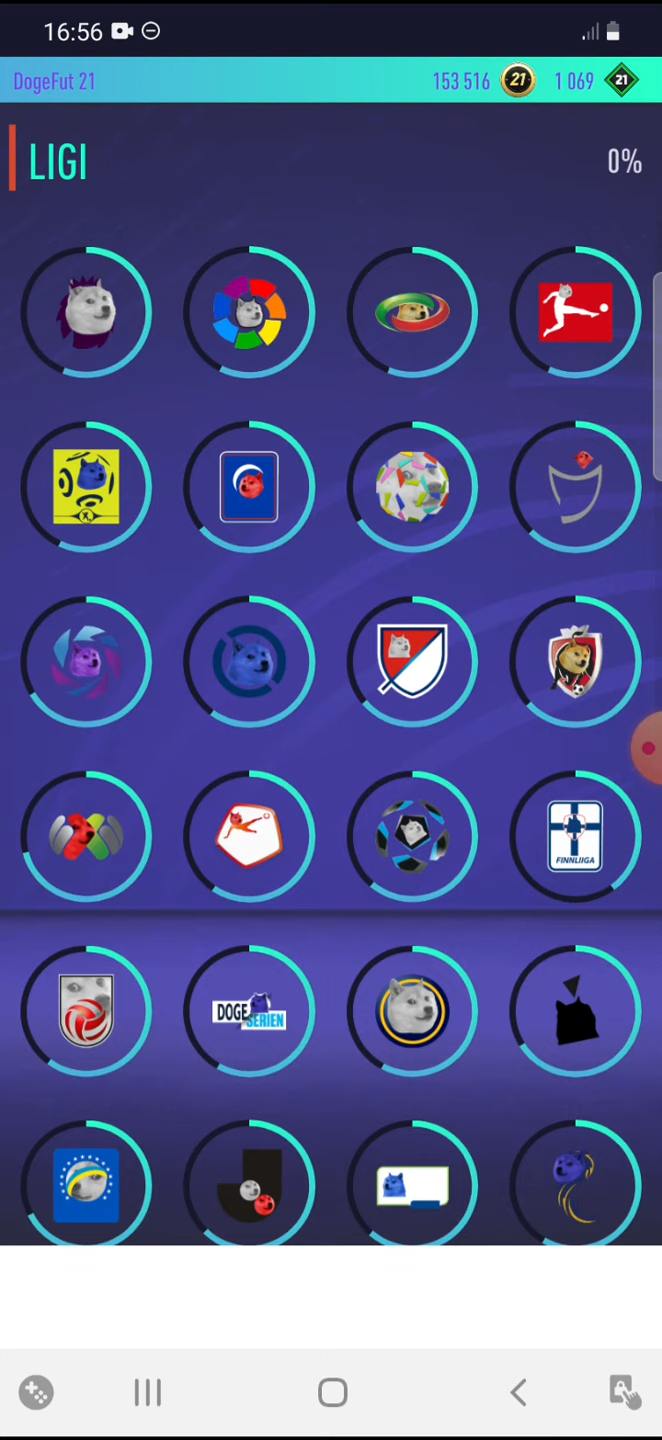 16:56
DogeFut 21
153 516
21
1 069
21
LIGI
0%
FINNLIIGA
DOGE
SERIEN